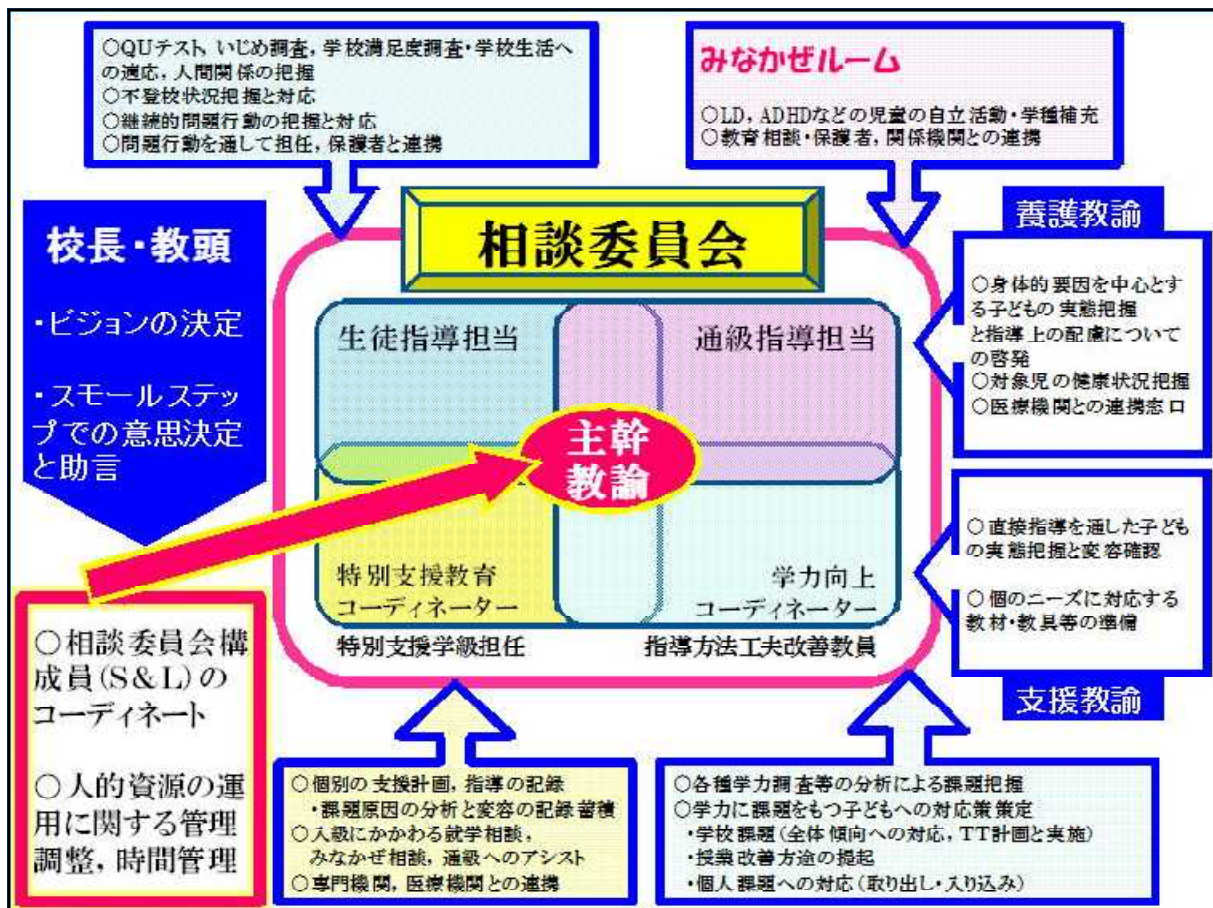 ○QUテスト, いじめ調査, 学校満足度調査・学校生活へ
の適応, 人間関係の把握
○不登校状況把握と対応
○継続的問題行動の把握と対応
○問題行動を通して担任, 保護者と連携
みなかぜルーム
○LD, ADHDなどの児童の自立活動・学種補充
○教育相談・保護者, 関係機関との連携
校長・教頭
・ビジョンの決定
・スモールステッ
プでの意思決定
と助言
相談委員会
生徒指導担当
通級指導担当
主幹
教諭
特別支援教育
コーディネーター
特別支援学級担任
学力向上
コーディネーター
指導方法工夫改善教員
養護教諭
○身体的要因を中心とす
る子どもの実態把握
と指導上の配慮について
の啓発
○対象児の健康状況把握
○医療機関との連携窓口
○直接指導を通した子ども
の実態把握と変容確認
○個のニーズに対応する
教材・教具等の準備
支援教諭
○相談委員会構
成員(S&L)の
コーディネート
○人的資源の運
用に関する管理
調整, 時間管理
○個別の支援計画, 指導の記録
・課題原因の分析と変容の記録蓄積
○入級にかかわる就学相談,
みなかぜ相談, 通級へのアシスト
○専門機関, 医療機関との連携
○各種学力調査等の分析による課題把握
○学力に課題をもつ子どもへの対応策策定
・学校課題(全体傾向への対応, TT計画と実施)
・授業改善方途の提起
・個人課題への対応(取り出し・入り込み)